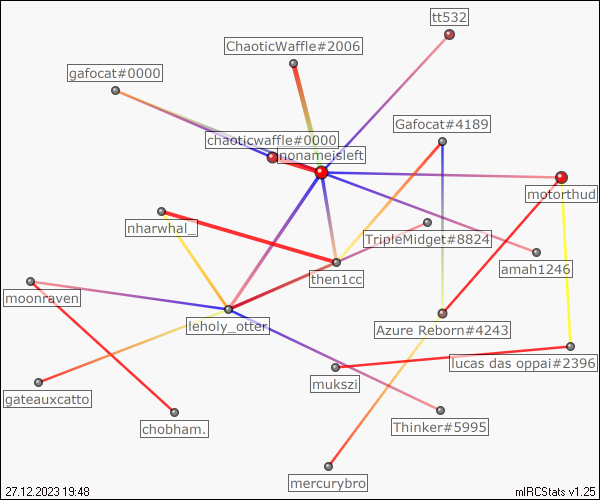 tt532
ChaoticWaffle#2006
gafocat#0000
Gafocat#4189
chaoticwaffle#0000
nonameisleft
motorthud
nharwhal_
TripleMidget#8824
amah1246
then1cc
moonraven
leholy_otter
Azure Reborn#4243
lucas das oppai#2396
mukszi
gateauxcatto
chobham.
Thinker#5995
mercurybro
27.12.2023 19:48
mIRCStats v1.25